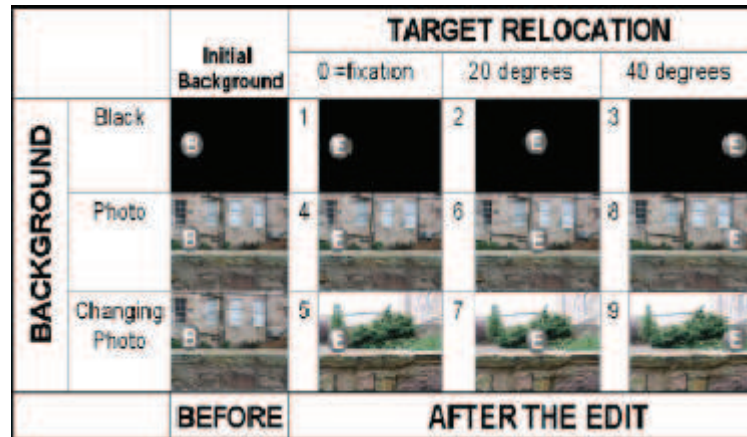 TARGET RELOCATION
Initial Background
0 =fixation
20 degrees
40 degrees
BACKGROUND
Black
B
1
E
2
E
3
E
Photo
B
4
E
6
E
8
E
Changing Photo
B
5
E
7
E
9
E
BEFORE
AFTER THE EDIT